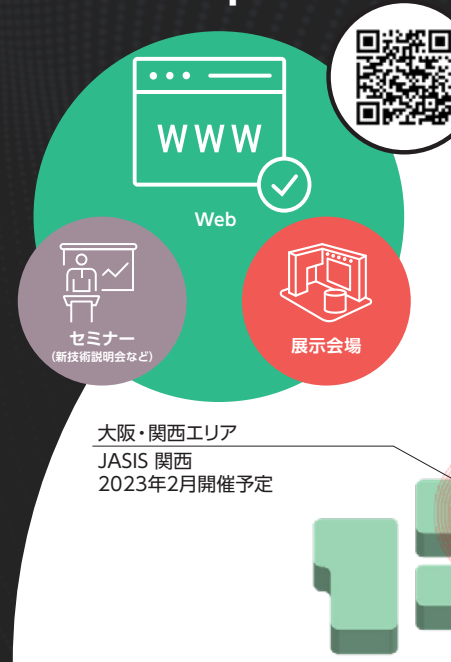 WWW
Web
セミナー
(新技術説明会など)
展示会場
大阪・関西エリア
JASIS 関西
2023年2月開催予定